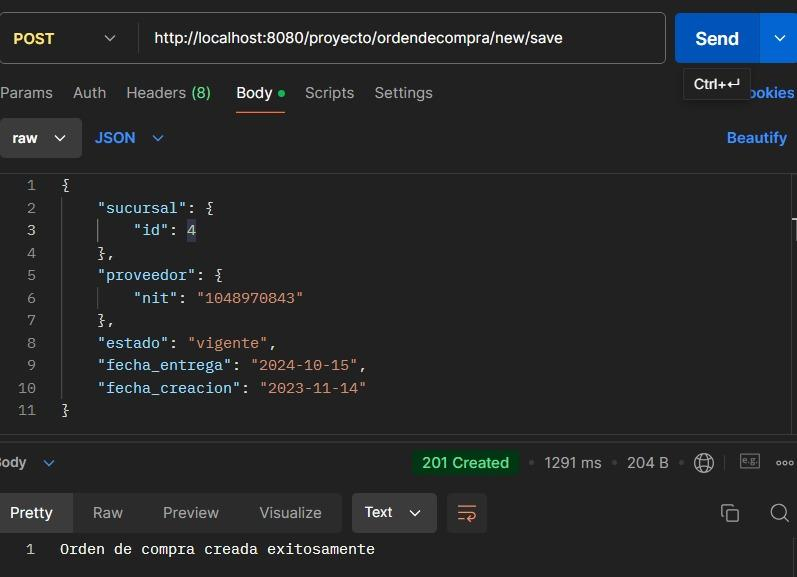 POST http://localhost:8080/proyecto/ordendecompra/new/save Send
Ctrl+↵
Params Auth Headers (8) Body Scripts Settings ookies
raw JSON Beautify
1 {
2 "sucursal": {
3 "id": 4
4 },
5 "proveedor": {
6 "nit": "1048970843"
7 },
8 "estado": "vigente",
9 "fecha_entrega": "2024-10-15",
10 "fecha_creacion": "2023-11-14"
11 }
Body 201 Created 1291 ms 204 B e.g.
Pretty Raw Preview Visualize Text
1 Orden de compra creada exitosamente